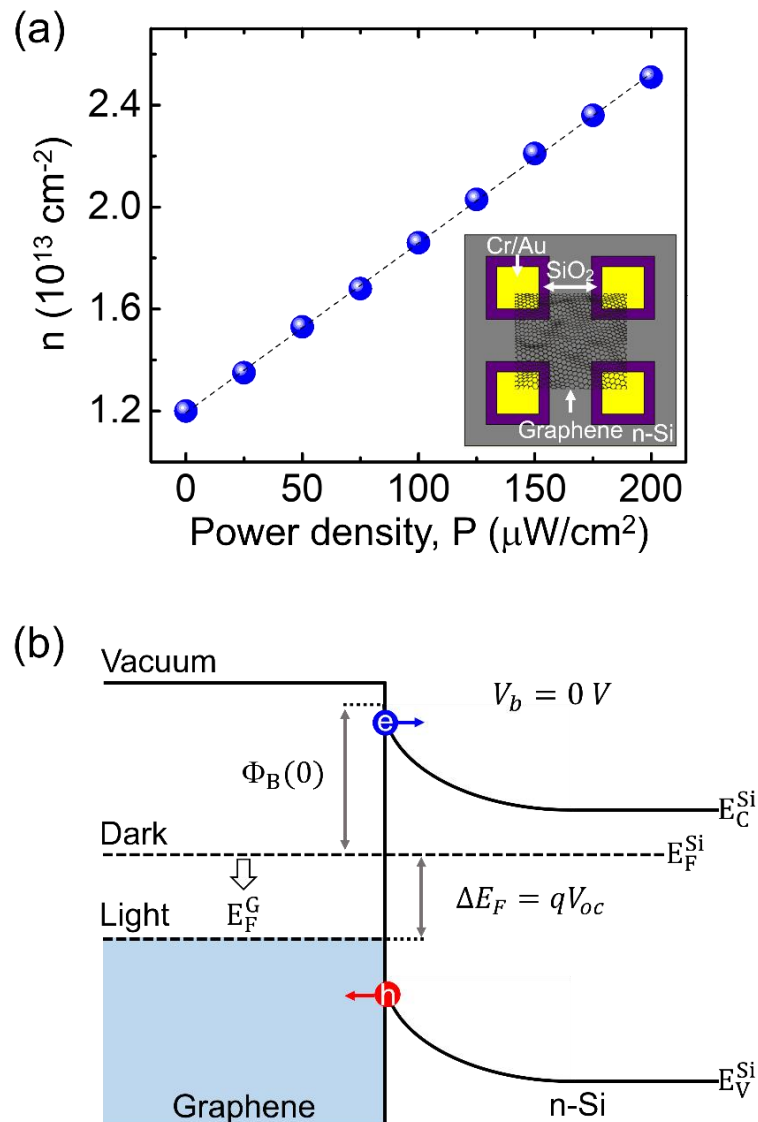 (a)
n (10¹³ cm⁻²)
2.4
2.0
1.6
1.2
Cr/Au
SiO₂
Graphene
n-Si
0 50 100 150 200
Power density, P (μW/cm²)
(b)
Vacuum
V_b = 0 V
e
Φ_B(0)
E_C^Si
Dark
E_F^Si
E_F^G
ΔE_F = qV_oc
Light
h
E_V^Si
Graphene
n-Si